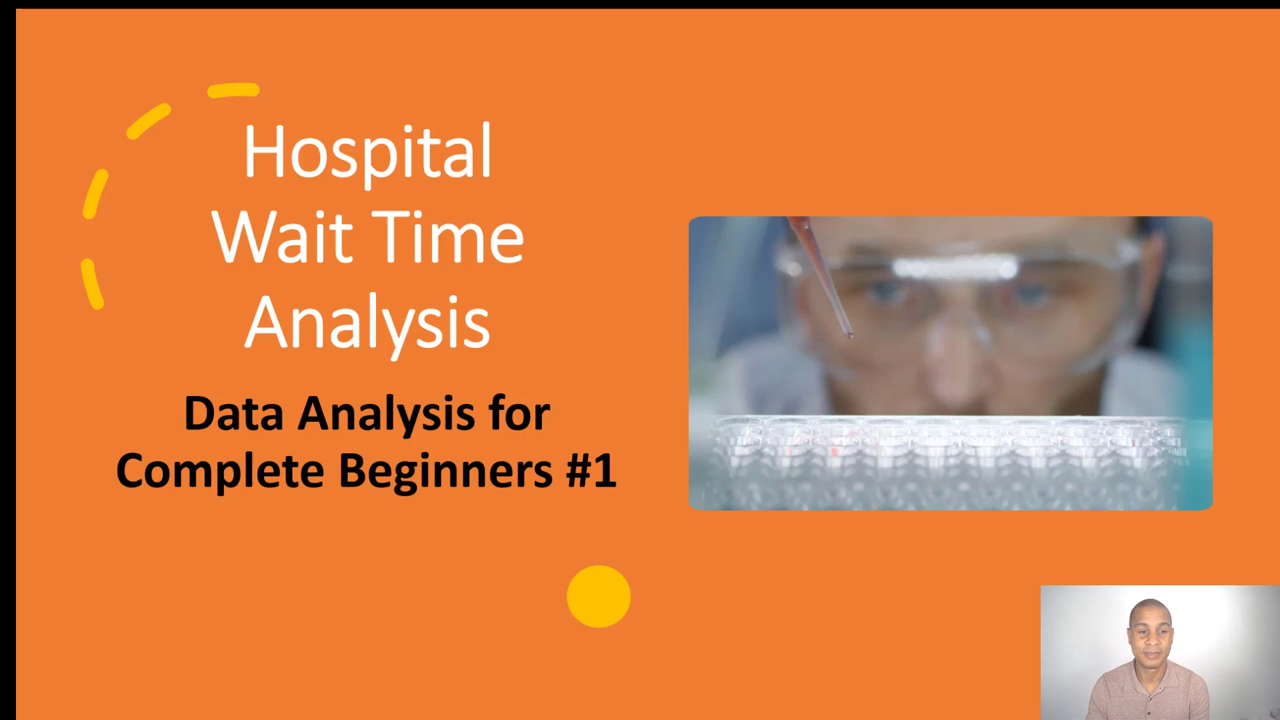 Hospital
Wait Time
Analysis
Data Analysis for
Complete Beginners #1